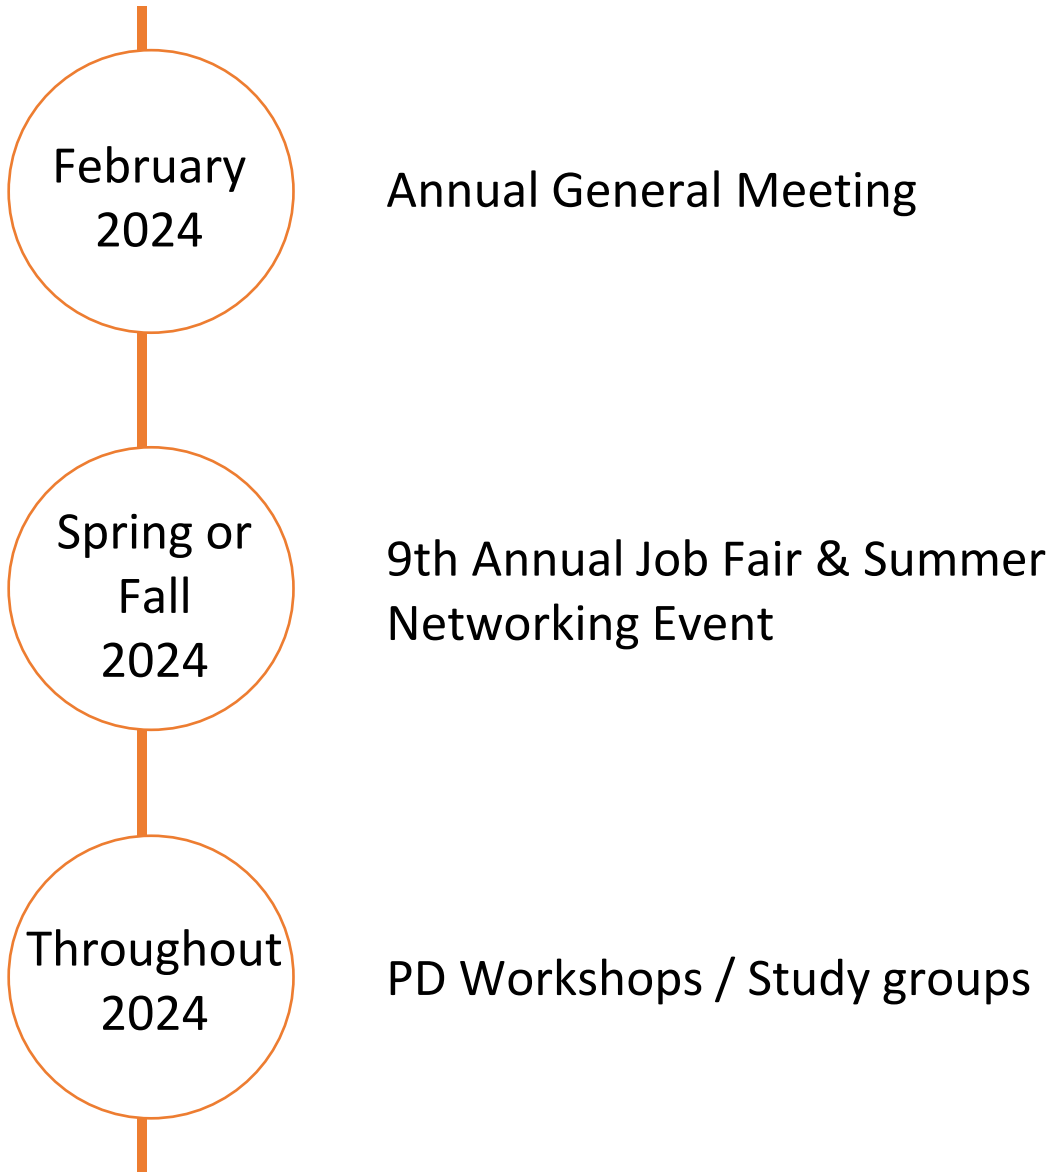 February
2024
Annual General Meeting
Spring or
Fall
2024
9th Annual Job Fair & Summer
Networking Event
Throughout
2024
PD Workshops / Study groups